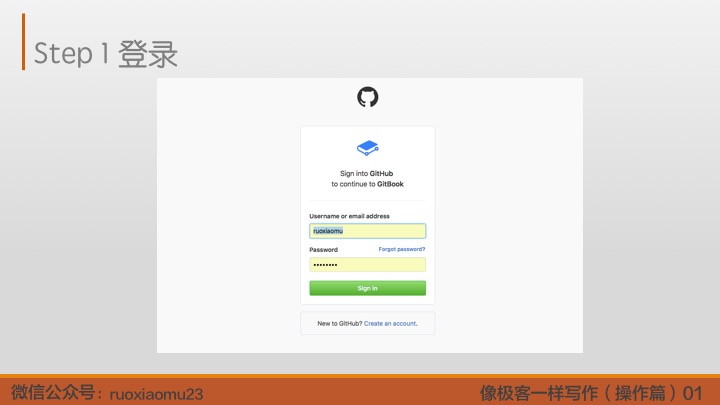 Step 1 登录
Sign into GitHub
to continue to GitBook
Username or email address
ruoxiaomu
Password
Forgot password?
••••••••
Sign in
New to GitHub? Create an account.
微信公众号：ruoxiaomu23
像极客一样写作（操作篇）01